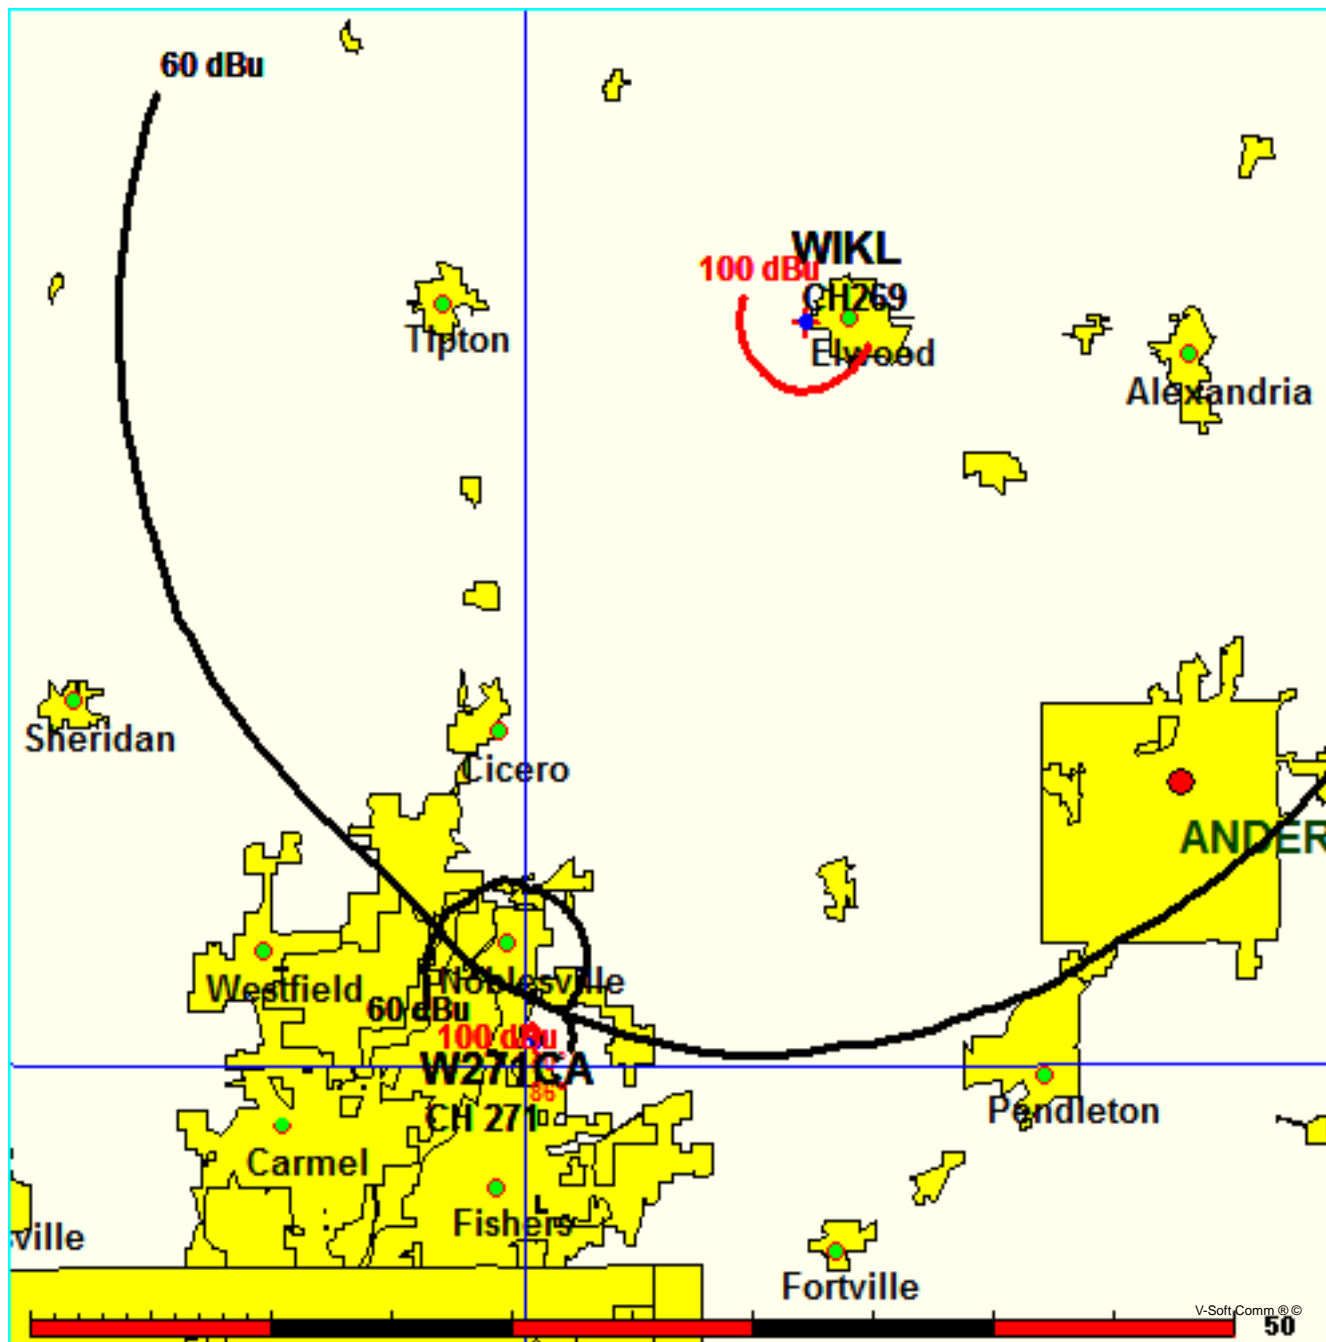 60 dBu
WIKL
100 dBu
CH269
Tipton
Elwood
Alexandria
Sheridan
Cicero
ANDER
Westfield
Noblesville
60 dBu
100 dBu
W271CA
86
CH 271
Pendleton
Carmel
Fishers
L
ville
Fortville
V-Soft Comm ® ©
50